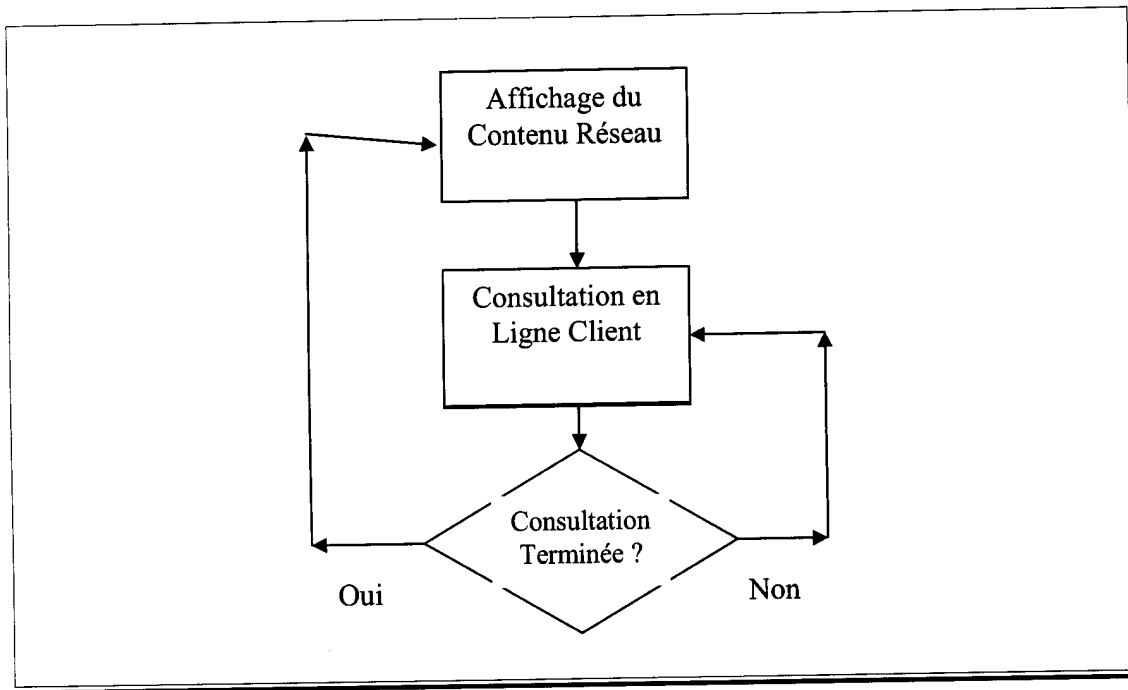 Affichage du
Contenu Réseau
Consultation en
Ligne Client
Consultation
Terminée ?
Oui
Non